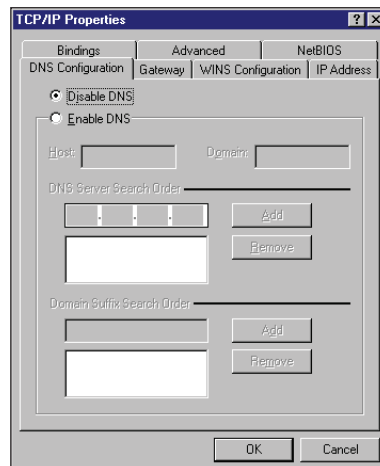 TCP/IP Properties
Bindings Advanced NetBIOS
DNS Configuration Gateway WINS Configuration IP Address
Disable DNS
Enable DNS
Host: Domain:
DNS Server Search Order
. . .
Add
Remove
Domain Suffix Search Order
Add
Remove
OK Cancel